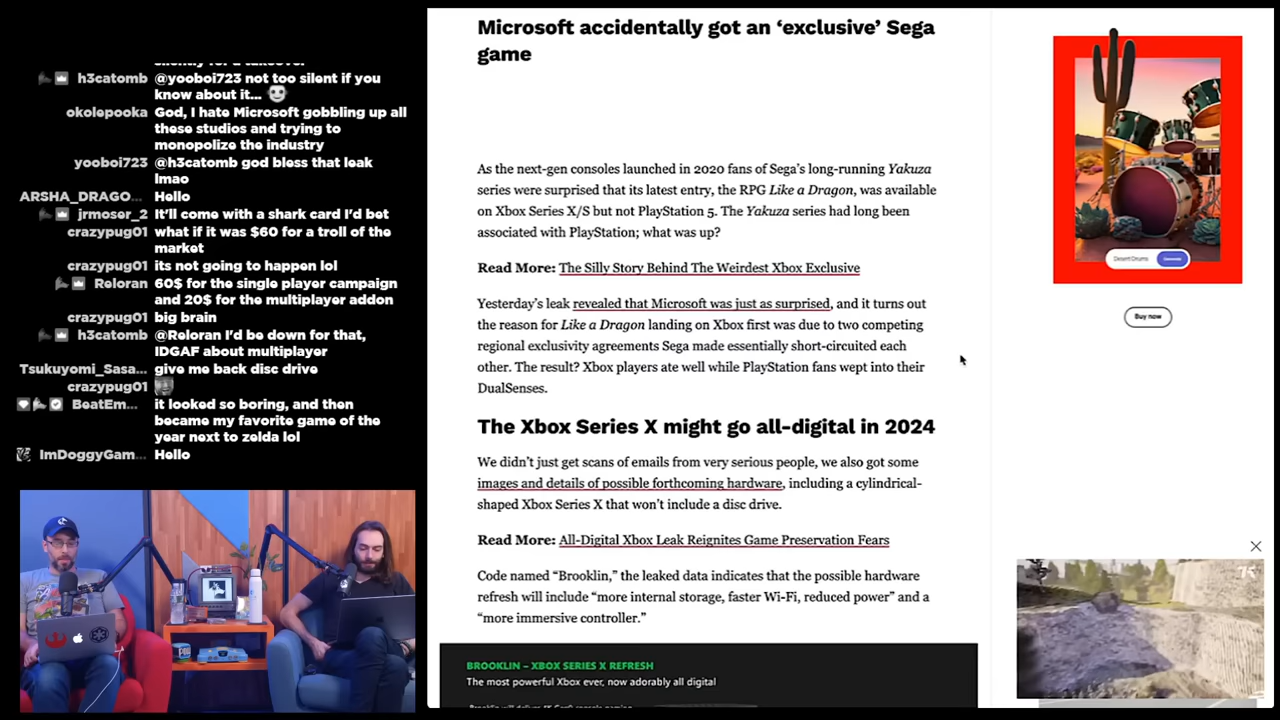 h3catomb @yooboi723 not too silent if you
know about it...
okolepooka God, I hate Microsoft gobbling up all
these studios and trying to
monopolize the industry
yooboi723 @h3catomb god bless that leak
lmao
ARSHA_DRAGO... Hello
jrmoser_2 It'll come with a shark card I'd bet
crazypug01 what if it was $60 for a troll of the
market
crazypug01 its not going to happen lol
Reloran 60$ for the single player campaign
and 20$ for the multiplayer addon
crazypug01 big brain
h3catomb @Reloran I'd be down for that,
IDGAF about multiplayer
Tsukuyomi_Sasa... give me back disc drive
crazypug01
BeatEm... it looked so boring, and then
became my favorite game of the
year next to zelda lol
ImDoggyGam... Hello
Microsoft accidentally got an ‘exclusive’ Sega
game
As the next-gen consoles launched in 2020 fans of Sega’s long-running Yakuza
series were surprised that its latest entry, the RPG Like a Dragon, was available
on Xbox Series X/S but not PlayStation 5. The Yakuza series had long been
associated with PlayStation; what was up?
Read More: The Silly Story Behind The Weirdest Xbox Exclusive
Yesterday’s leak revealed that Microsoft was just as surprised, and it turns out
the reason for Like a Dragon landing on Xbox first was due to two competing
regional exclusivity agreements Sega made essentially short-circuited each
other. The result? Xbox players ate well while PlayStation fans wept into their
DualSenses.
The Xbox Series X might go all-digital in 2024
We didn’t just get scans of emails from very serious people, we also got some
images and details of possible forthcoming hardware, including a cylindrical-
shaped Xbox Series X that won’t include a disc drive.
Read More: All-Digital Xbox Leak Reignites Game Preservation Fears
Code named “Brooklin,” the leaked data indicates that the possible hardware
refresh will include “more internal storage, faster Wi-Fi, reduced power” and a
“more immersive controller.”
BROOKLIN – XBOX SERIES X REFRESH
The most powerful Xbox ever, now adorably all digital
Desert Drums
Buy now